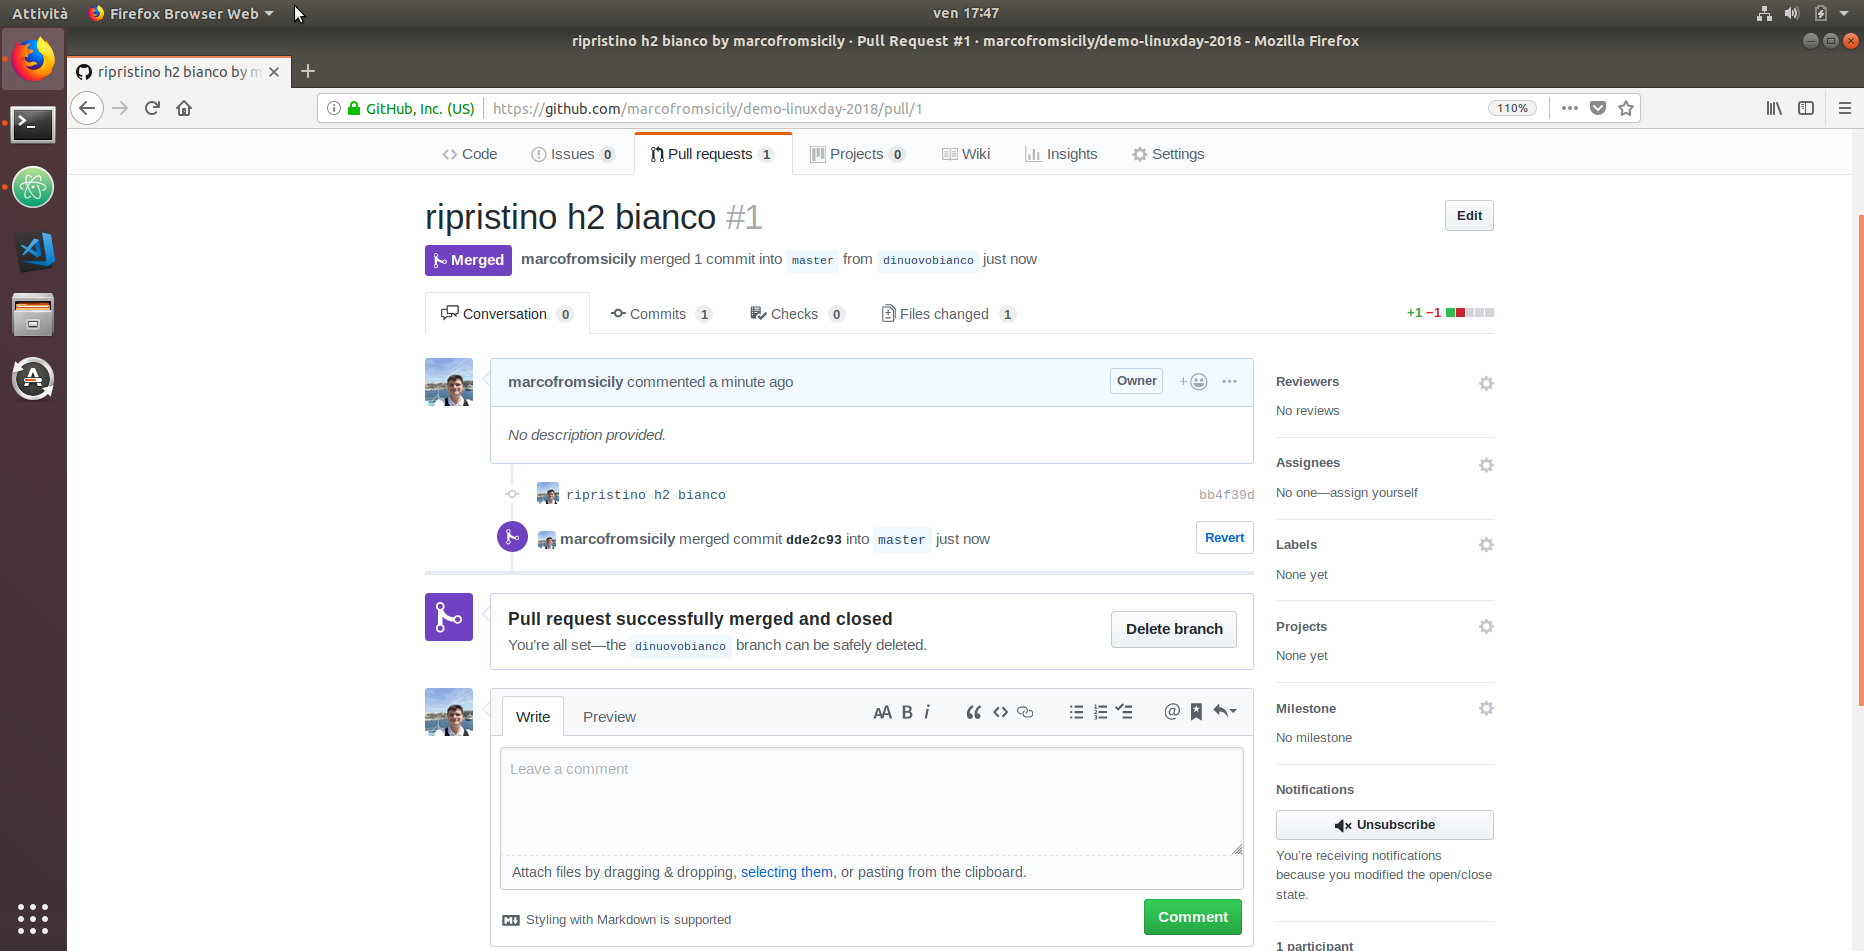 Attività Firefox Browser Web ven 17:47
ripristino h2 bianco by marcofromsicily · Pull Request #1 · marcofromsicily/demo-linuxday-2018 - Mozilla Firefox
ripristino h2 bianco by m
GitHub, Inc. (US) https://github.com/marcofromsicily/demo-linuxday-2018/pull/1 110%
Code Issues 0 Pull requests 1 Projects 0 Wiki Insights Settings
ripristino h2 bianco #1 Edit
Merged marcofromsicily merged 1 commit into master from dinuovobianco just now
Conversation 0 Commits 1 Checks 0 Files changed 1 +1 −1
marcofromsicily commented a minute ago Owner
No description provided.
ripristino h2 bianco bb4f39d
marcofromsicily merged commit dde2c93 into master just now Revert
Pull request successfully merged and closed
You're all set—the dinuovobianco branch can be safely deleted.
Delete branch
Write Preview
Leave a comment
Attach files by dragging & dropping, selecting them, or pasting from the clipboard.
Styling with Markdown is supported
Comment
Reviewers
No reviews
Assignees
No one—assign yourself
Labels
None yet
Projects
None yet
Milestone
No milestone
Notifications
Unsubscribe
You're receiving notifications
because you modified the open/close
state.
1 participant